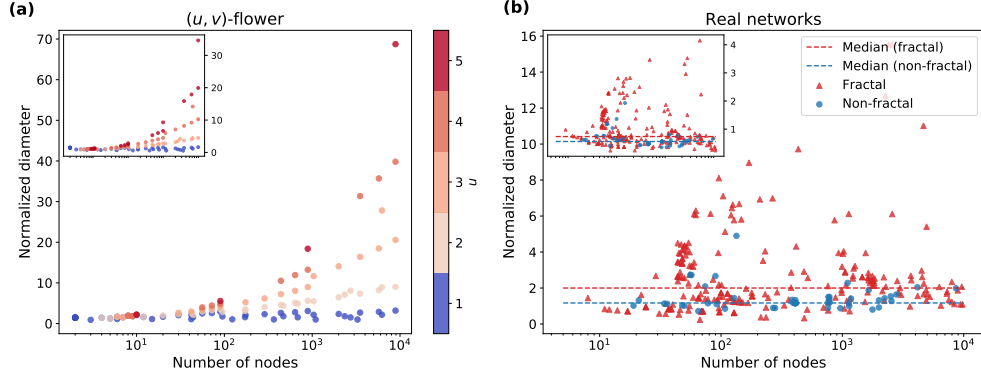 (a)
(u, v)-flower
70
60
50
40
30
20
10
0
Normalized diameter
30
20
10
0
10¹
10²
10³
10⁴
Number of nodes
5
4
3
2
1
u
(b)
Real networks
16
14
12
10
8
6
4
2
0
Normalized diameter
4
3
2
1
Median (fractal)
Median (non-fractal)
Fractal
Non-fractal
10¹
10²
10³
10⁴
Number of nodes